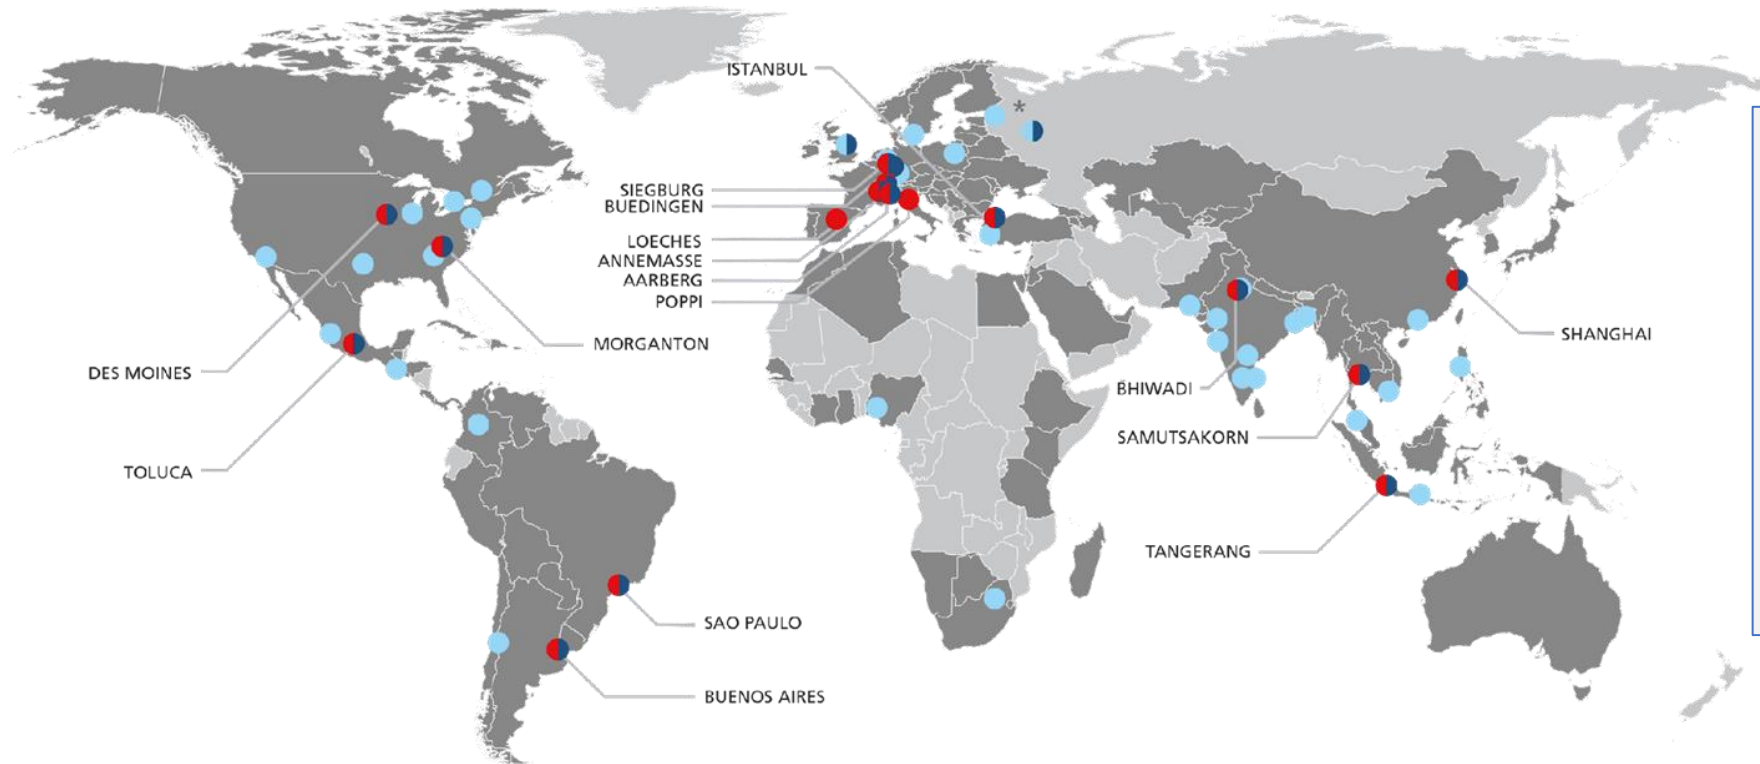 ISTANBUL
*
SIEGBURG
BUEDINGEN
LOECHES
ANNEMASSE
AARBERG
POPPI
MORGANTON
SHANGHAI
DES MOINES
BHIWADI
SAMUTSAKORN
TOLUCA
TANGERANG
SAO PAULO
BUENOS AIRES